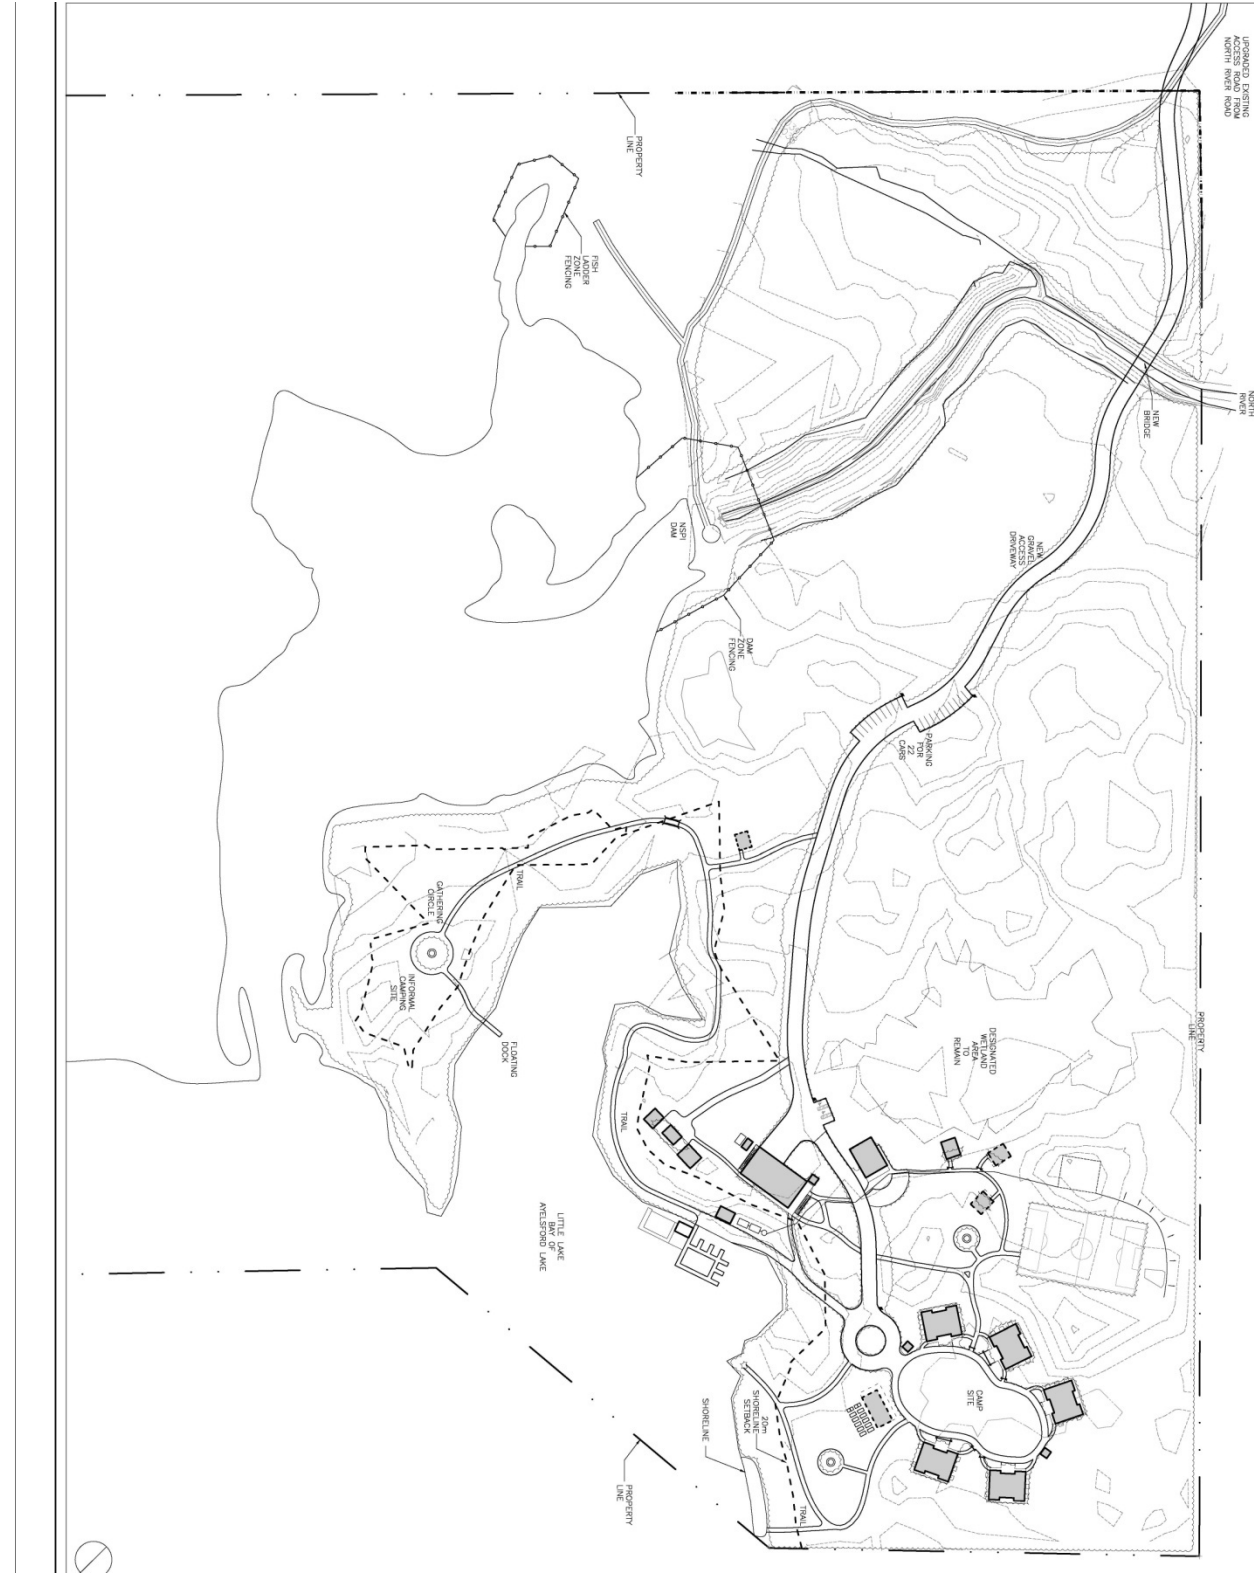 UPGRADED EXISTING
ACCESS ROAD FROM
NORTH RIVER ROAD
PROPERTY
LINE
FISH
LADDER
ZONE
FENCING
NORTH
RIVER
NEW
BRIDGE
NSPI
DAM
NEW
GRAVEL
ACCESS
DRIVEWAY
DAM
ZONE
FENCING
PARKING
FOR
22
CARS
TRAIL
GATHERING
CIRCLE
INFORMAL
CAMPING
SITE
FLOATING
DOCK
DESIGNATED
WETLAND
AREA
TO
REMAIN
PROPERTY
LINE
TRAIL
LITTLE LAKE
BAY OF
AYELSFORD LAKE
CAMP
SITE
20m
SHORELINE
SETBACK
SHORELINE
PROPERTY
LINE
TRAIL